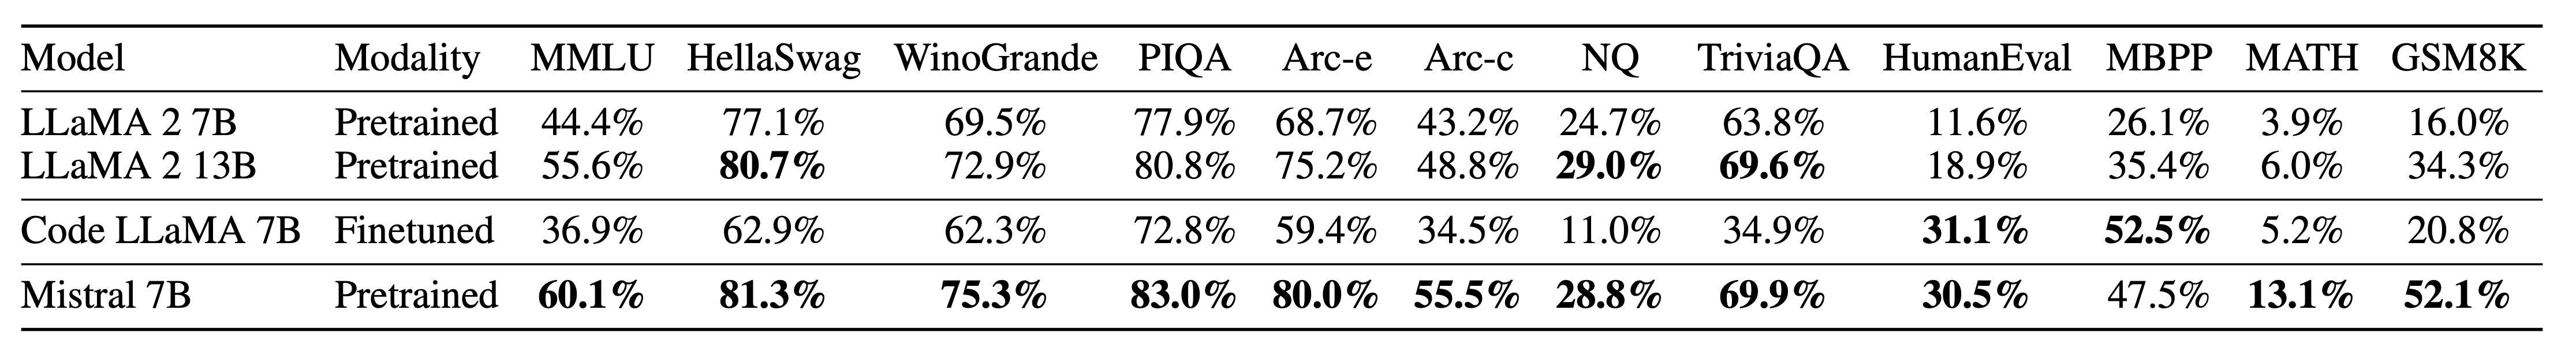 Model Modality MMLU HellaSwag WinoGrande PIQA Arc-e Arc-c NQ TriviaQA HumanEval MBPP MATH GSM8K
LLaMA 2 7B Pretrained 44.4% 77.1% 69.5% 77.9% 68.7% 43.2% 24.7% 63.8% 11.6% 26.1% 3.9% 16.0%
LLaMA 2 13B Pretrained 55.6% 80.7% 72.9% 80.8% 75.2% 48.8% 29.0% 69.6% 18.9% 35.4% 6.0% 34.3%
Code LLaMA 7B Finetuned 36.9% 62.9% 62.3% 72.8% 59.4% 34.5% 11.0% 34.9% 31.1% 52.5% 5.2% 20.8%
Mistral 7B Pretrained 60.1% 81.3% 75.3% 83.0% 80.0% 55.5% 28.8% 69.9% 30.5% 47.5% 13.1% 52.1%